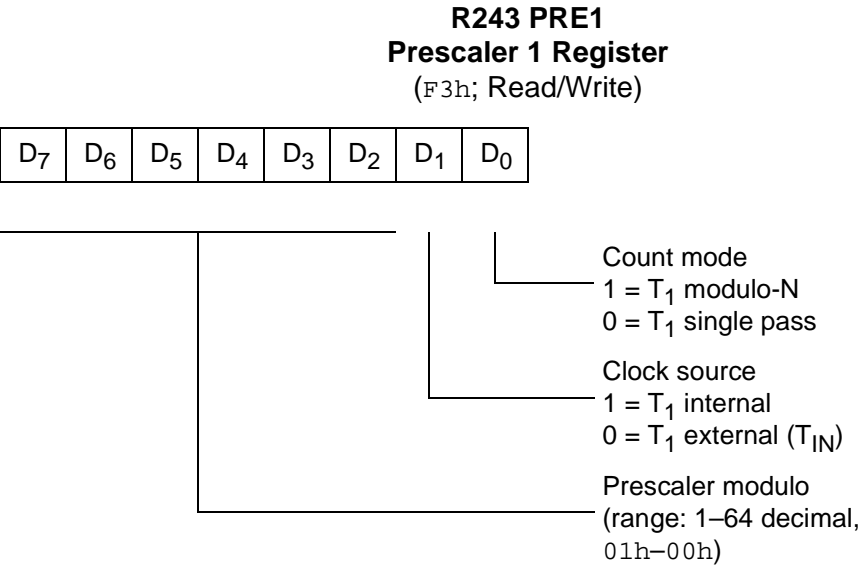 R243 PRE1
Prescaler 1 Register
(F3h; Read/Write)
D7 D6 D5 D4 D3 D2 D1 D0
Count mode
1 = T1 modulo-N
0 = T1 single pass
Clock source
1 = T1 internal
0 = T1 external (TIN)
Prescaler modulo
(range: 1–64 decimal,
01h–00h)